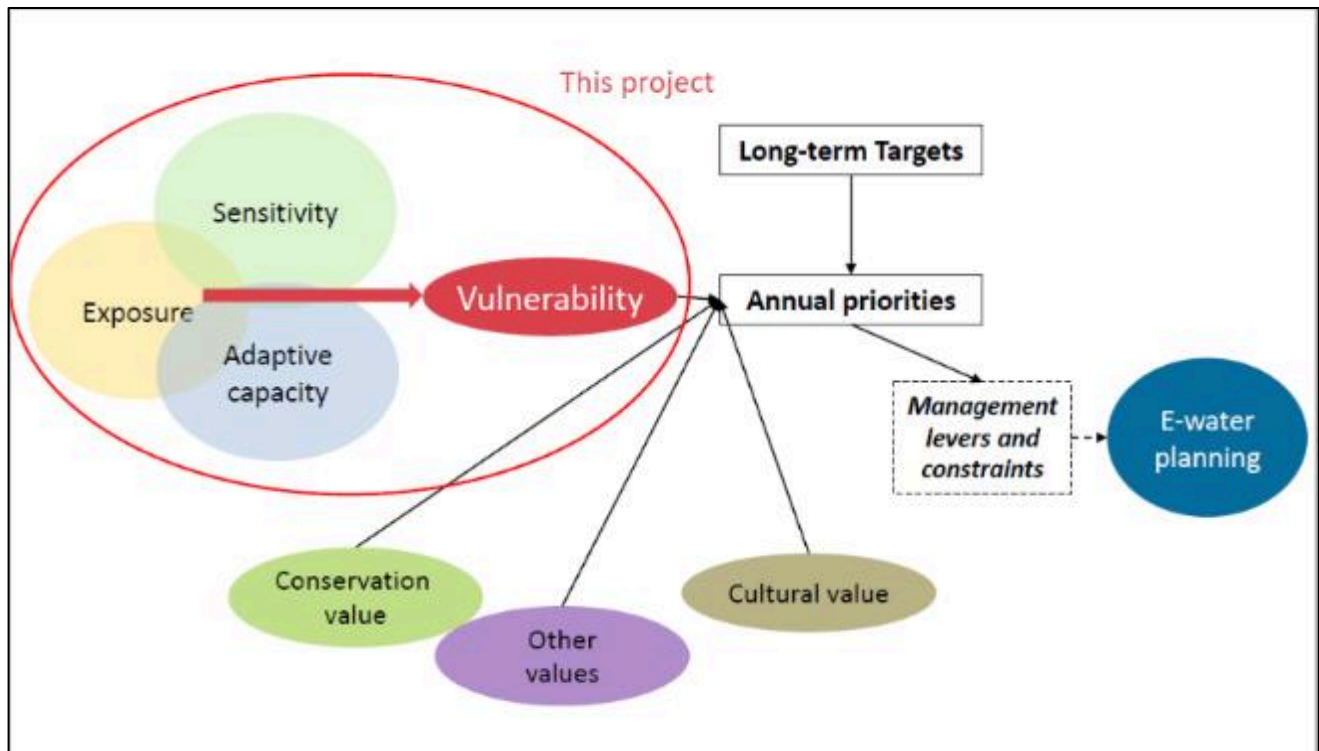 This project
Sensitivity
Exposure
Adaptive
capacity
Vulnerability
Long-term Targets
Annual priorities
Management
levers and
constraints
E-water
planning
Conservation
value
Other
values
Cultural value